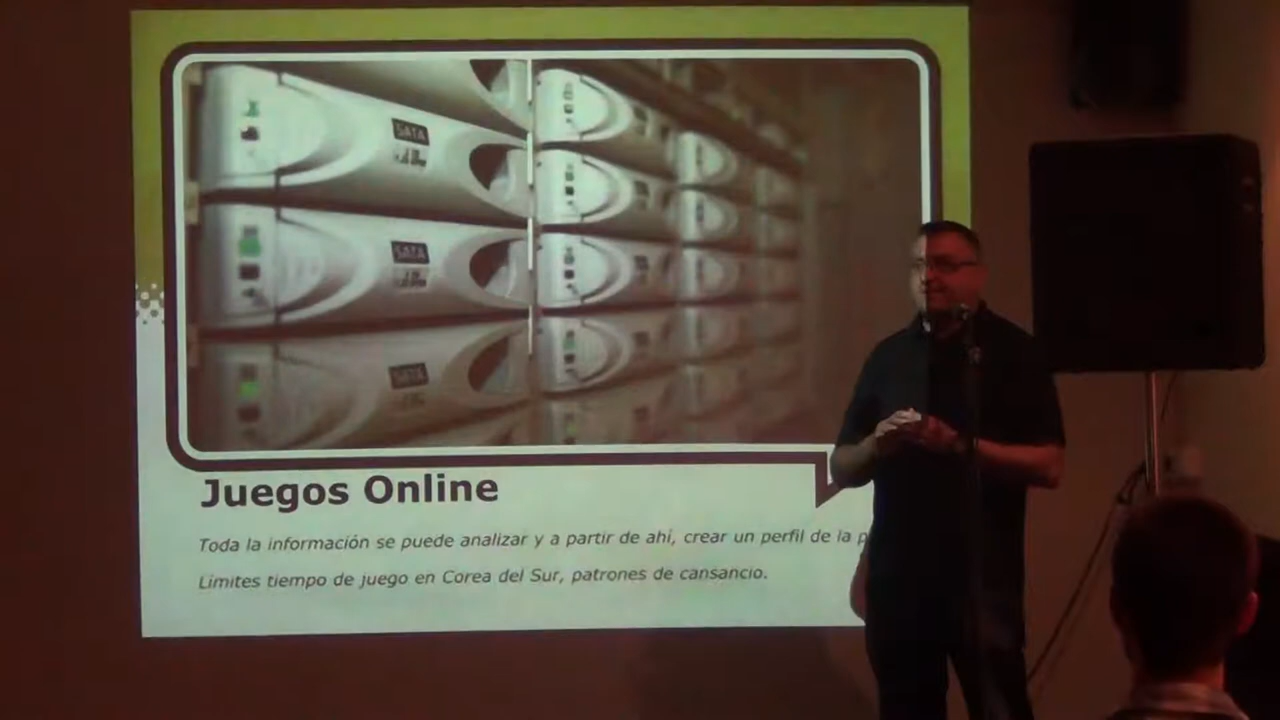 SATA
SATA
SATA
Juegos Online
Toda la información se puede analizar y a partir de ahí, crear un perfil de la
Límites tiempo de juego en Corea del Sur, patrones de cansancio.